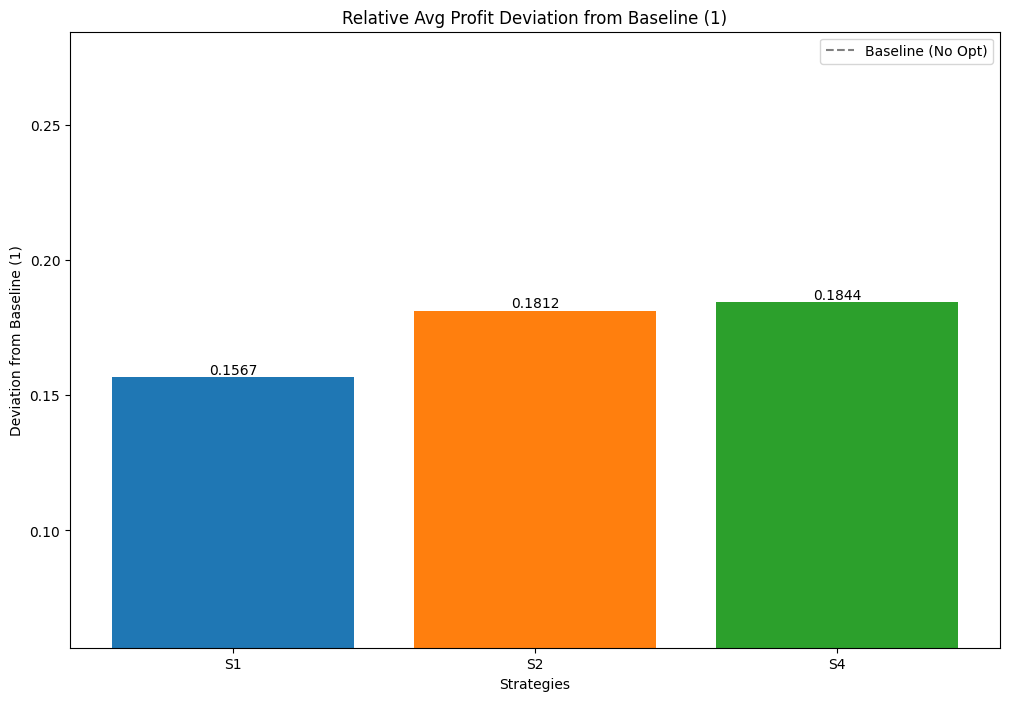 Relative Avg Profit Deviation from Baseline (1)
Baseline (No Opt)
Deviation from Baseline (1)
0.25
0.20
0.15
0.10
0.1567
0.1812
0.1844
S1
S2
S4
Strategies